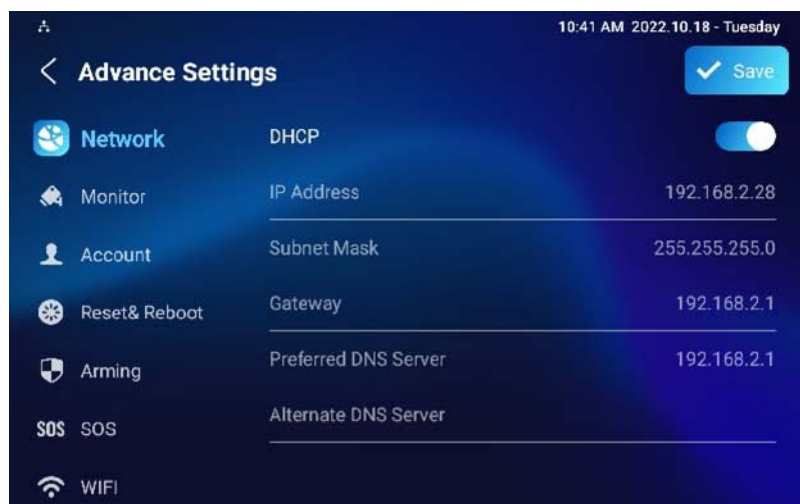 10:41 AM 2022.10.18 - Tuesday
Advance Settings
Save
Network
DHCP
Monitor
IP Address 192.168.2.28
Account
Subnet Mask 255.255.255.0
Reset& Reboot
Gateway 192.168.2.1
Arming
Preferred DNS Server 192.168.2.1
SOS SOS
Alternate DNS Server
WIFI